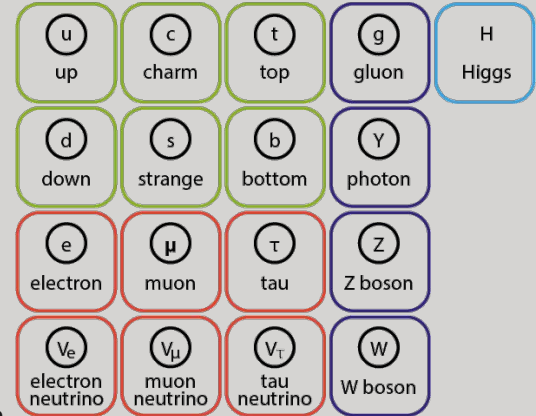 u c t g H
up charm top gluon Higgs
d s b Y
down strange bottom photon
e μ τ Z
electron muon tau Z boson
Ve Vμ Vτ W
electron muon tau W boson
neutrino neutrino neutrino